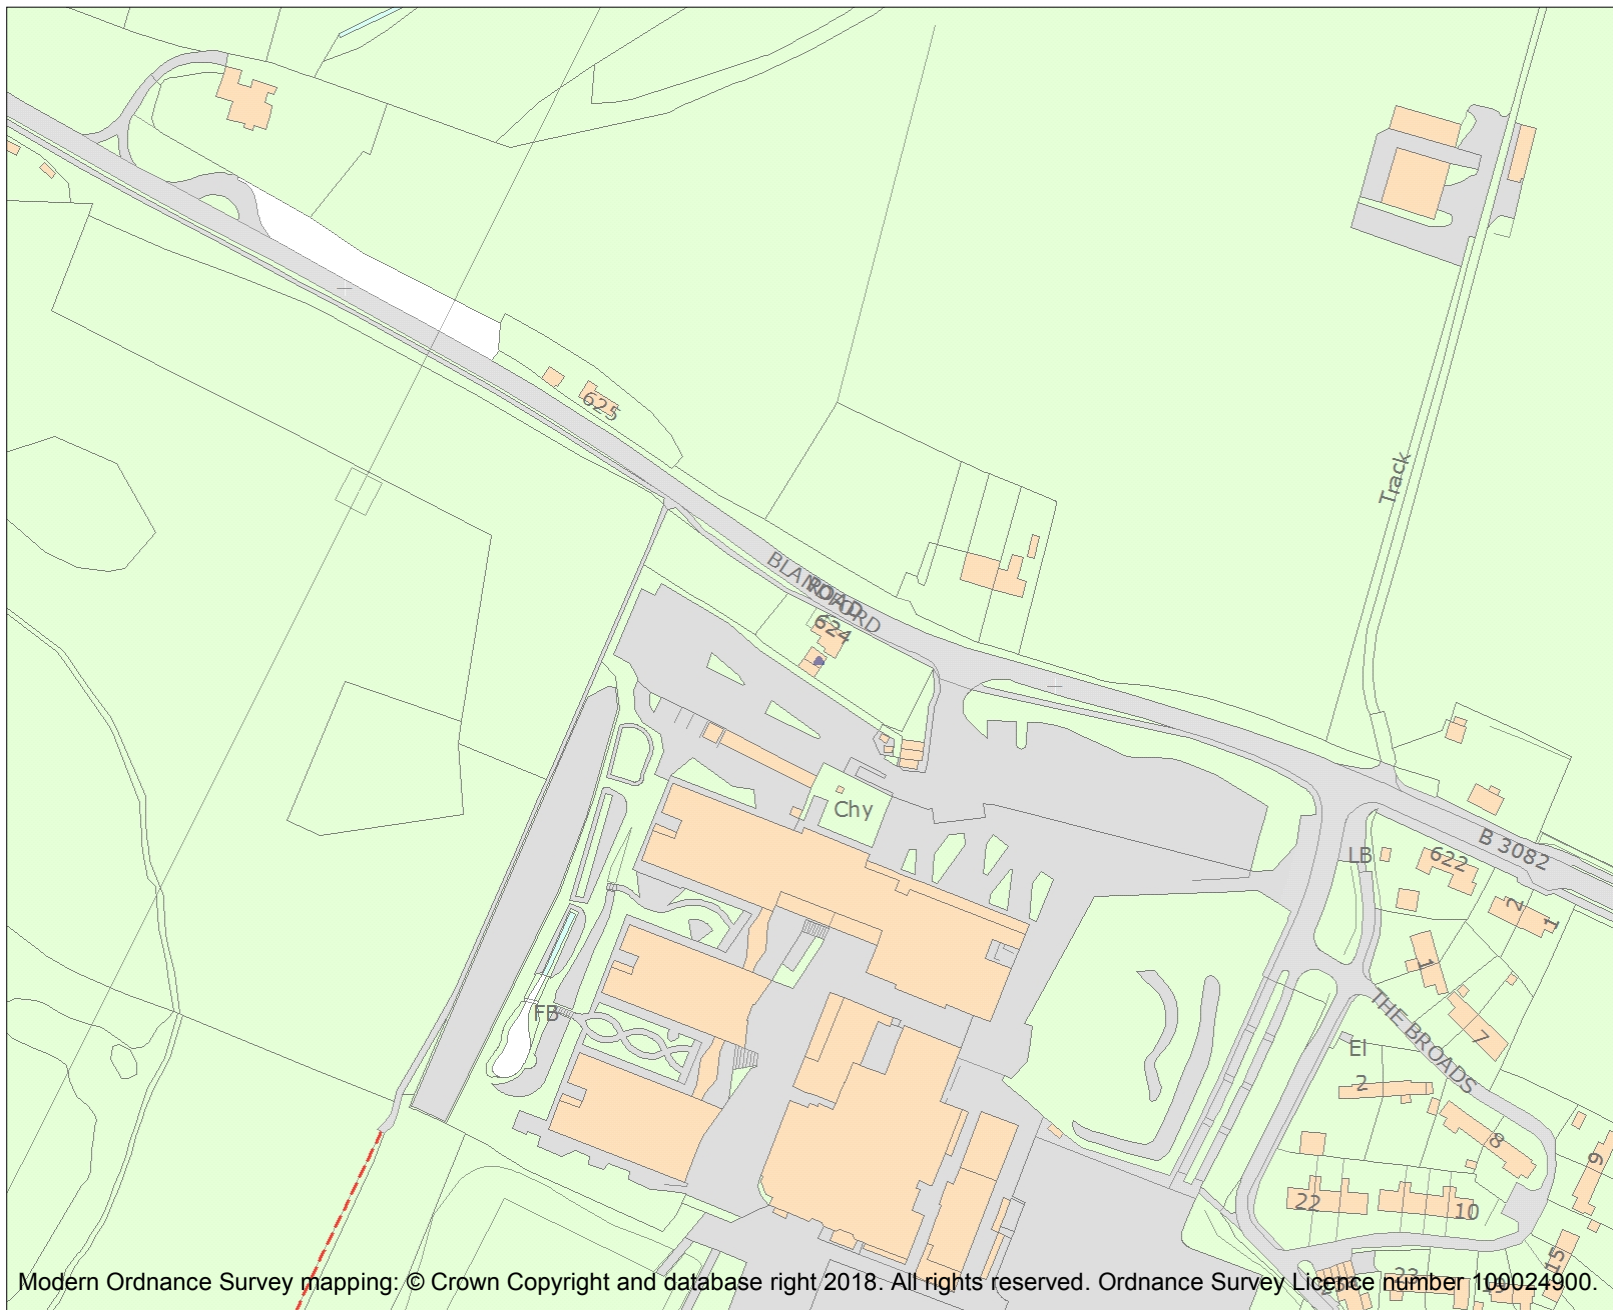 625
Track
BLANDFORD
ROAD
624
Chy
LB
622
B 3082
2
1
1
FB
THE BROADS
7
El
2
8
9
22
10
15
23
Modern Ordnance Survey mapping: © Crown Copyright and database right 2018. All rights reserved. Ordnance Survey Licence number 100024900.